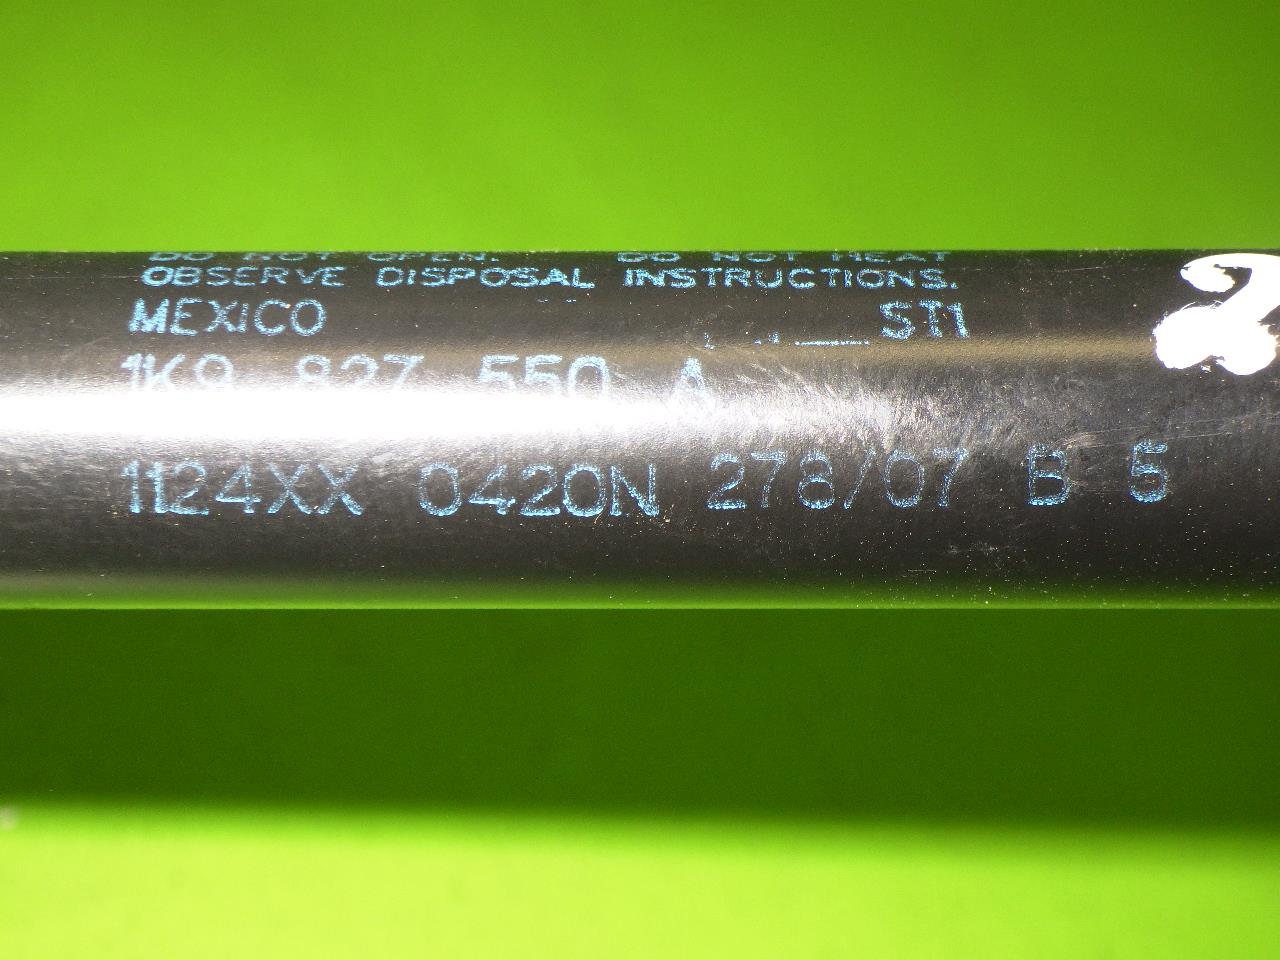 DO NOT OPEN. DO NOT HEAT
OBSERVE DISPOSAL INSTRUCTIONS.
MEXICO ST1
1K9 827 550 A
1124XX 0420N 278/07 B 5